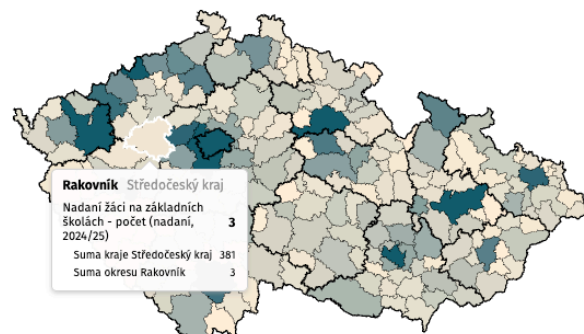 Rakovník Středočeský kraj
Nadaní žáci na základních
školách - počet (nadaní, 3
2024/25)
Suma kraje Středočeský kraj 381
Suma okresu Rakovník 3